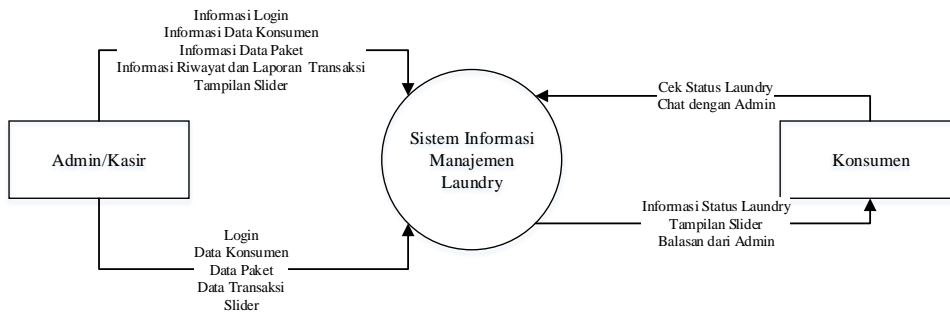 Informasi Login
Informasi Data Konsumen
Informasi Data Paket
Informasi Riwayat dan Laporan Transaksi
Tampilan Slider
Admin/Kasir
Login
Data Konsumen
Data Paket
Data Transaksi
Slider
Sistem Informasi
Manajemen
Laundry
Cek Status Laundry
Chat dengan Admin
Konsumen
Informasi Status Laundry
Tampilan Slider
Balasan dari Admin